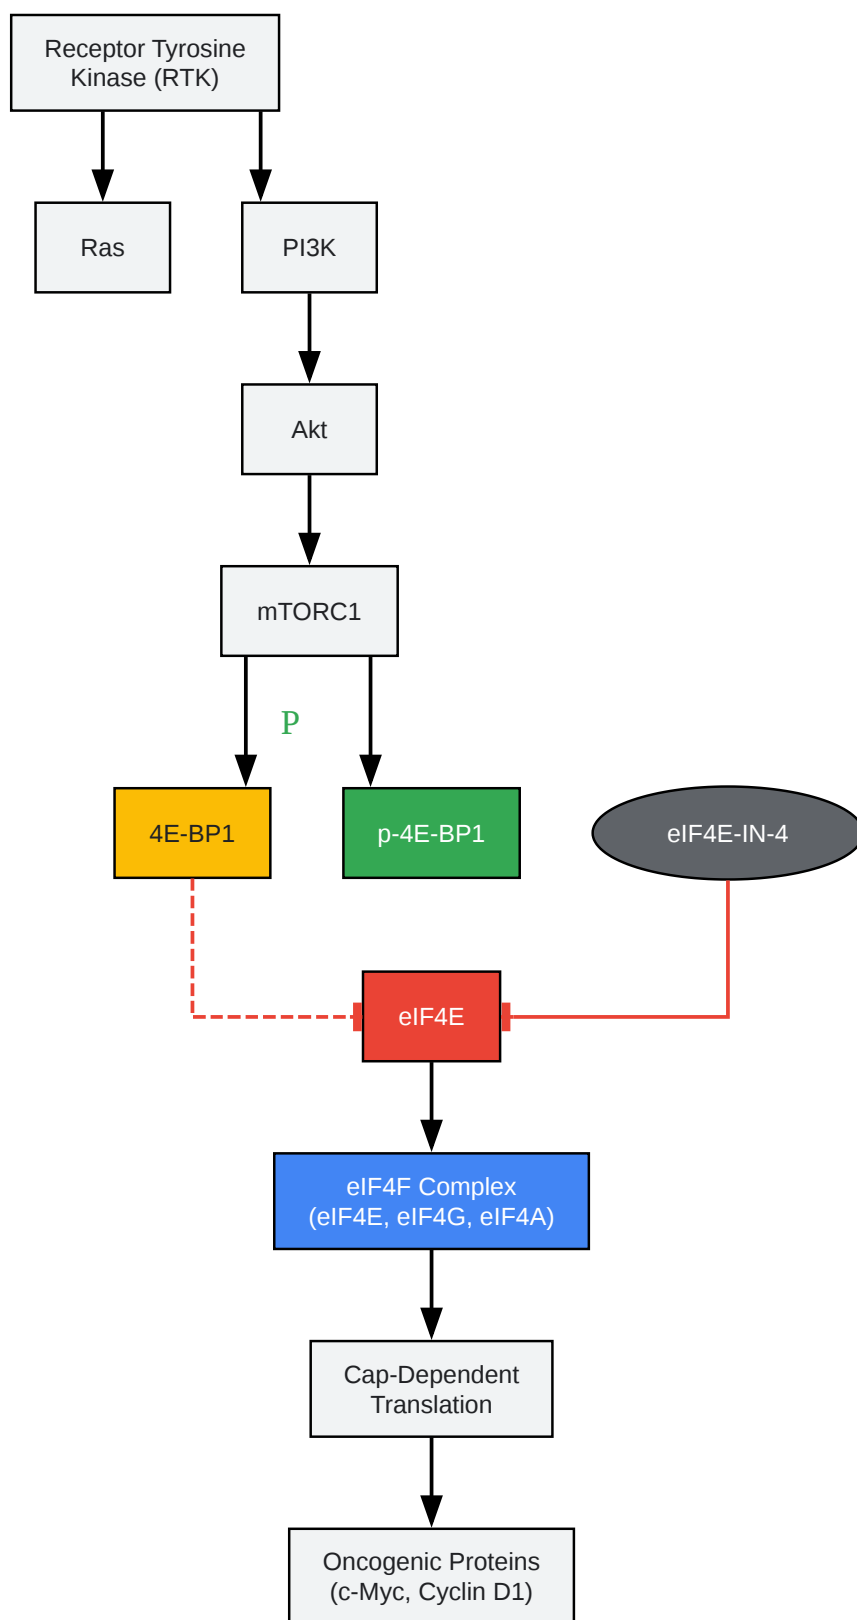 Receptor Tyrosine
Kinase (RTK)
Ras
PI3K
Akt
mTORC1
P
4E-BP1
p-4E-BP1
eIF4E-IN-4
eIF4E
eIF4F Complex
(eIF4E, eIF4G, eIF4A)
Cap-Dependent
Translation
Oncogenic Proteins
(c-Myc, Cyclin D1)